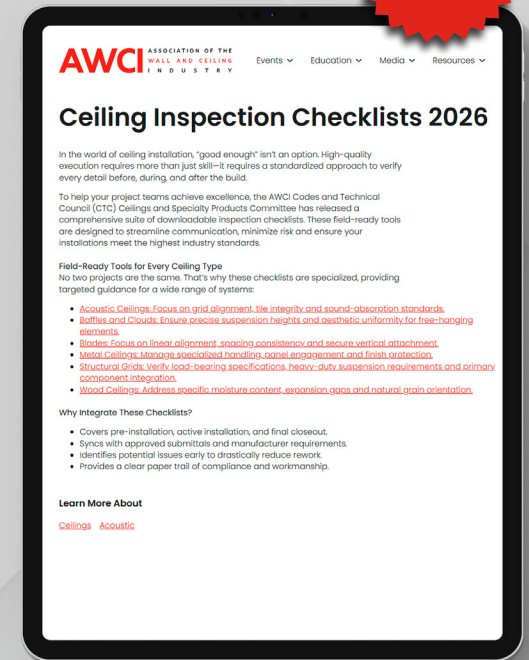 AWCI ASSOCIATION OF THE
WALL AND CEILING
INDUSTRY
Events Education Media Resources
Ceiling Inspection Checklists 2026
In the world of ceiling installation, “good enough” isn’t an option. High-quality
execution requires more than just skill—it requires a standardized approach to verify
every detail before, during, and after the build.
To help your project teams achieve excellence, the AWCI Codes and Technical
Council (CTC) Ceilings and Specialty Products Committee has released a
comprehensive suite of downloadable inspection checklists. These field-ready tools
are designed to streamline communication, minimize risk and ensure your
installations meet the highest industry standards.
Field-Ready Tools for Every Ceiling Type
No two projects are the same. That’s why these checklists are specialized, providing
targeted guidance for a wide range of systems:
• Acoustic Ceilings: Focus on grid alignment, tile integrity and sound-absorption standards.
• Baffles and Clouds: Ensure precise suspension heights and aesthetic uniformity for free-hanging
elements.
• Blades: Focus on linear alignment, spacing consistency and secure vertical attachment.
• Metal Ceilings: Manage specialized handling, panel engagement and finish protection.
• Structural Grids: Verify load-bearing specifications, heavy-duty suspension requirements and primary
component integration.
• Wood Ceilings: Address specific moisture content, expansion gaps and natural grain orientation.
Why Integrate These Checklists?
• Covers pre-installation, active installation, and final closeout.
• Syncs with approved submittals and manufacturer requirements.
• Identifies potential issues early to drastically reduce rework.
• Provides a clear paper trail of compliance and workmanship.
Learn More About
Ceilings Acoustic